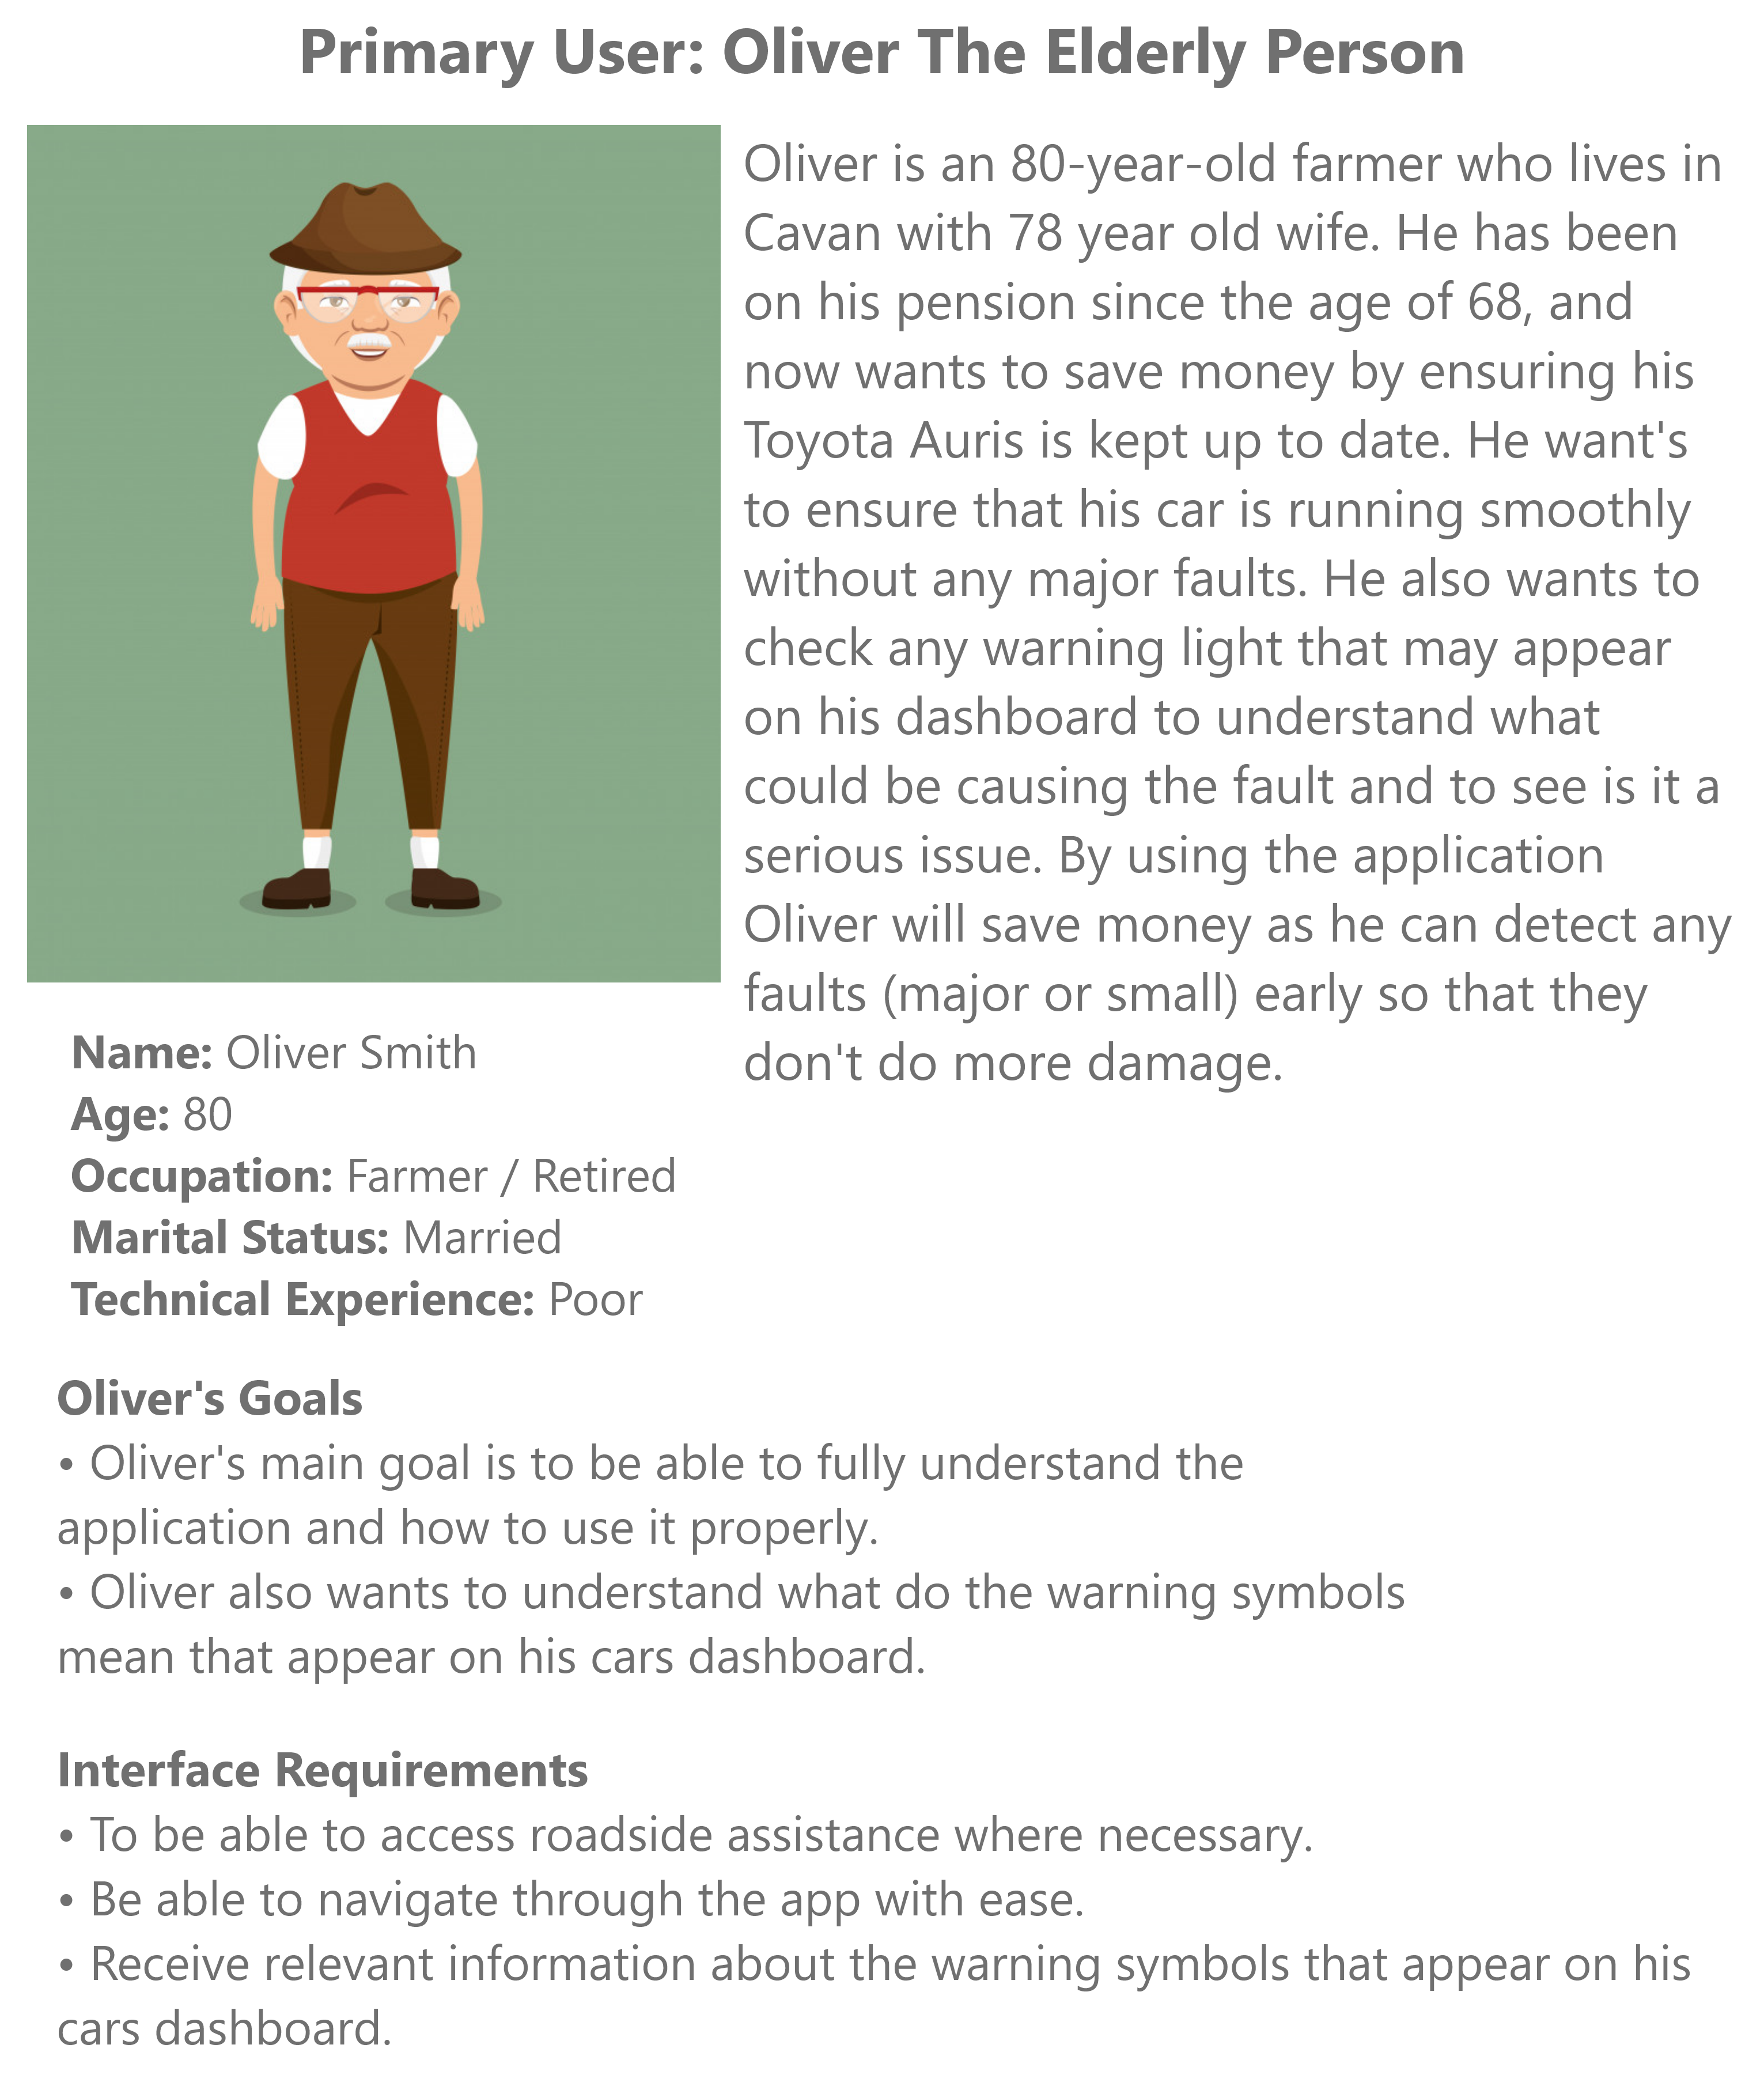 Primary User: Oliver The Elderly Person
Oliver is an 80-year-old farmer who lives in
Cavan with 78 year old wife. He has been
on his pension since the age of 68, and
now wants to save money by ensuring his
Toyota Auris is kept up to date. He want's
to ensure that his car is running smoothly
without any major faults. He also wants to
check any warning light that may appear
on his dashboard to understand what
could be causing the fault and to see is it a
serious issue. By using the application
Oliver will save money as he can detect any
faults (major or small) early so that they
don't do more damage.
Name: Oliver Smith
Age: 80
Occupation: Farmer / Retired
Marital Status: Married
Technical Experience: Poor
Oliver's Goals
• Oliver's main goal is to be able to fully understand the
application and how to use it properly.
• Oliver also wants to understand what do the warning symbols
mean that appear on his cars dashboard.
Interface Requirements
• To be able to access roadside assistance where necessary.
• Be able to navigate through the app with ease.
• Receive relevant information about the warning symbols that appear on his
cars dashboard.